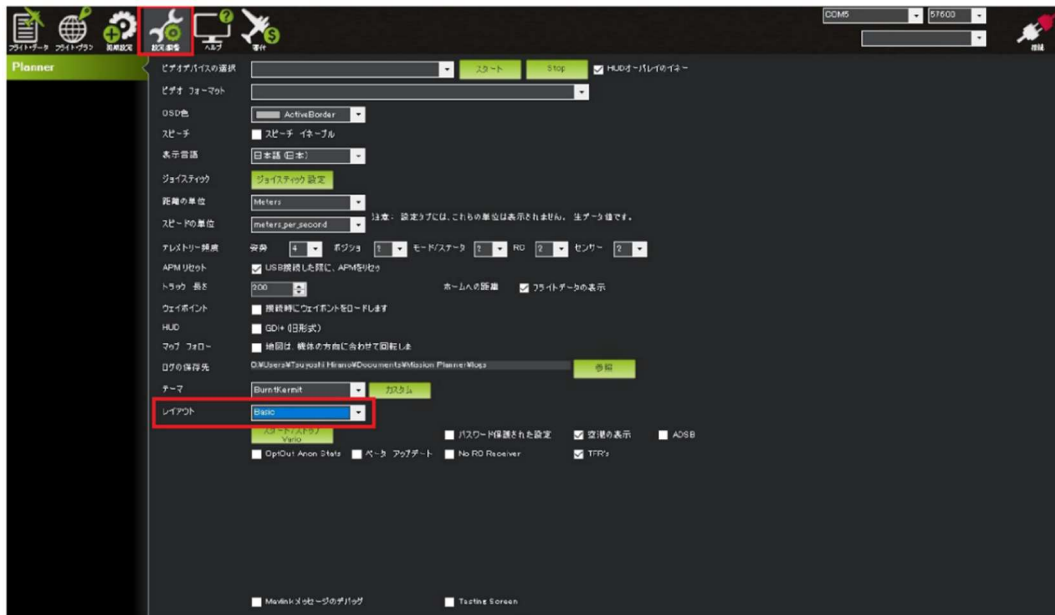 COM5 57600
フライト・データ フライト・プラン 初期設定 設定/調整 ヘルプ 寄付 接続
Planner
ビデオデバイスの選択 スタート Stop HUDオーバレイのイネー
ビデオ フォーマット
OSD色 ActiveBorder
スピーチ スピーチ イネーブル
表示言語 日本語 (日本)
ジョイスティック ジョイスティック 設定
距離の単位 Meters
スピードの単位 meters_per_second 注意: 設定タブには、これらの単位は表示されません。 生データ値です。
テレメトリー頻度 姿勢 4 ポジショ モード/ステータ RC 2 センサー 2
APMリセット USB接続した際に、APMをリセッ
トラック 長さ 200 ホームへの距離 フライトデータの表示
ウェイポイント 接続時にウェイポントをロードします
HUD GDI+ (旧形式)
マップ フォロー 地図は、機体の方向に合わせて回転しま
ログの保存先 C:¥Users¥Tsuyoshi Hirano¥Documents¥Mission Planner¥logs 参照
テーマ BurntKermit カスタム
レイアウト Basic
スタート/ストップ
Vario パスワード保護された設定 空港の表示 ADSB
OptOut Anon Stats ベータ アップデート No RC Receiver TFR's
Mavlinkメッセージのデバッグ Testing Screen